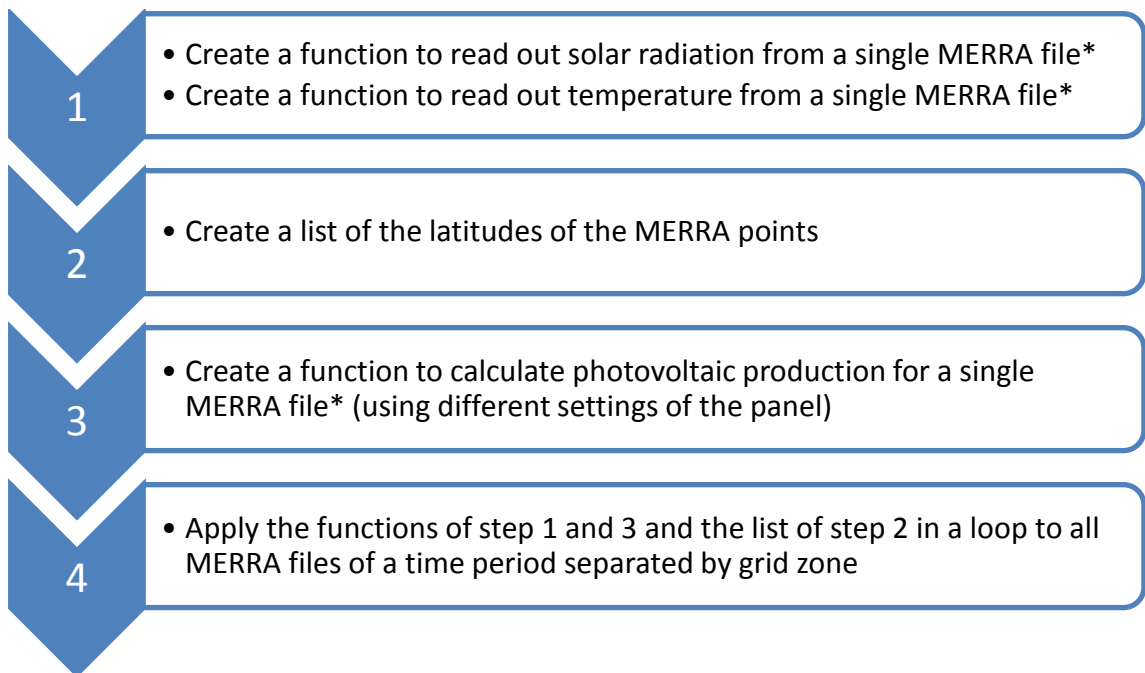 1
• Create a function to read out solar radiation from a single MERRA file*
• Create a function to read out temperature from a single MERRA file*
2
• Create a list of the latitudes of the MERRA points
3
• Create a function to calculate photovoltaic production for a single
MERRA file* (using different settings of the panel)
4
• Apply the functions of step 1 and 3 and the list of step 2 in a loop to all
MERRA files of a time period separated by grid zone